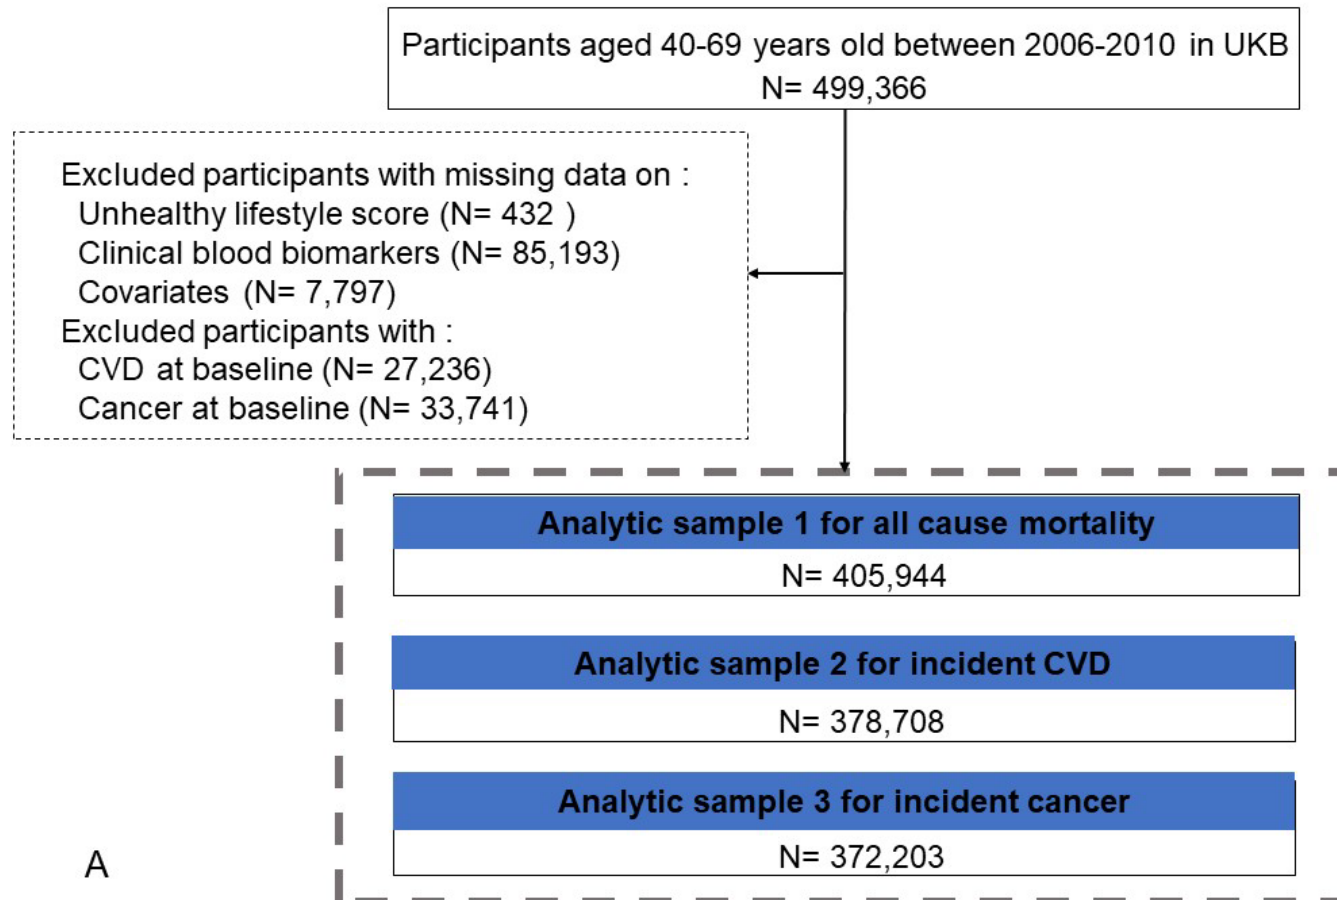 Participants aged 40-69 years old between 2006-2010 in UKB
N= 499,366
Excluded participants with missing data on :
Unhealthy lifestyle score (N= 432 )
Clinical blood biomarkers (N= 85,193)
Covariates (N= 7,797)
Excluded participants with :
CVD at baseline (N= 27,236)
Cancer at baseline (N= 33,741)
Analytic sample 1 for all cause mortality
N= 405,944
Analytic sample 2 for incident CVD
N= 378,708
Analytic sample 3 for incident cancer
N= 372,203
A